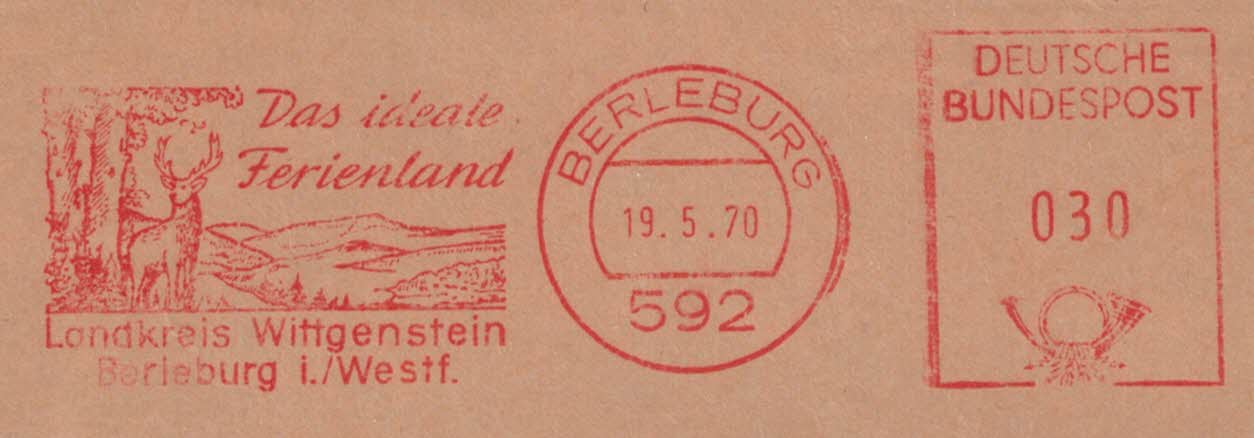 Das ideale
Ferienland
Landkreis Wittgenstein
Berleburg i./Westf.
BERLEBURG
19.5.70
592
DEUTSCHE
BUNDESPOST
030